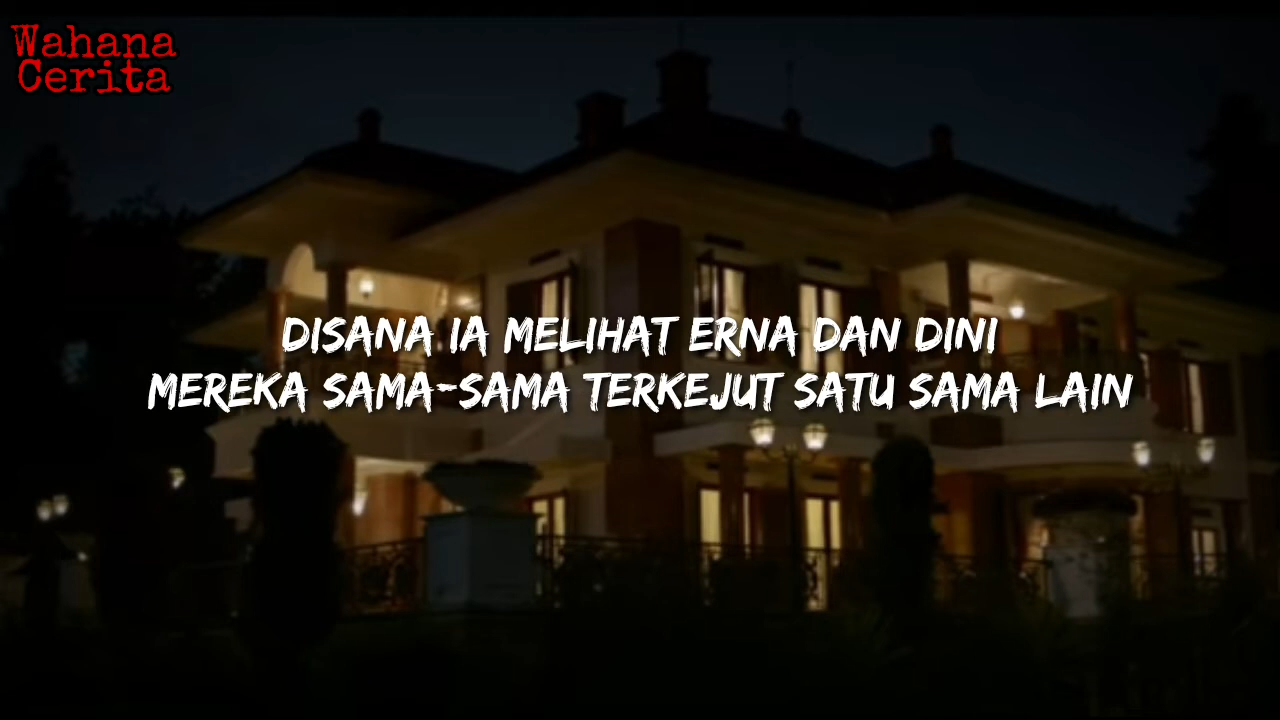 Wahana
Cerita
DISANA IA MELIHAT ERNA DAN DINI
MEREKA SAMA-SAMA TERKEJUT SATU SAMA LAIN